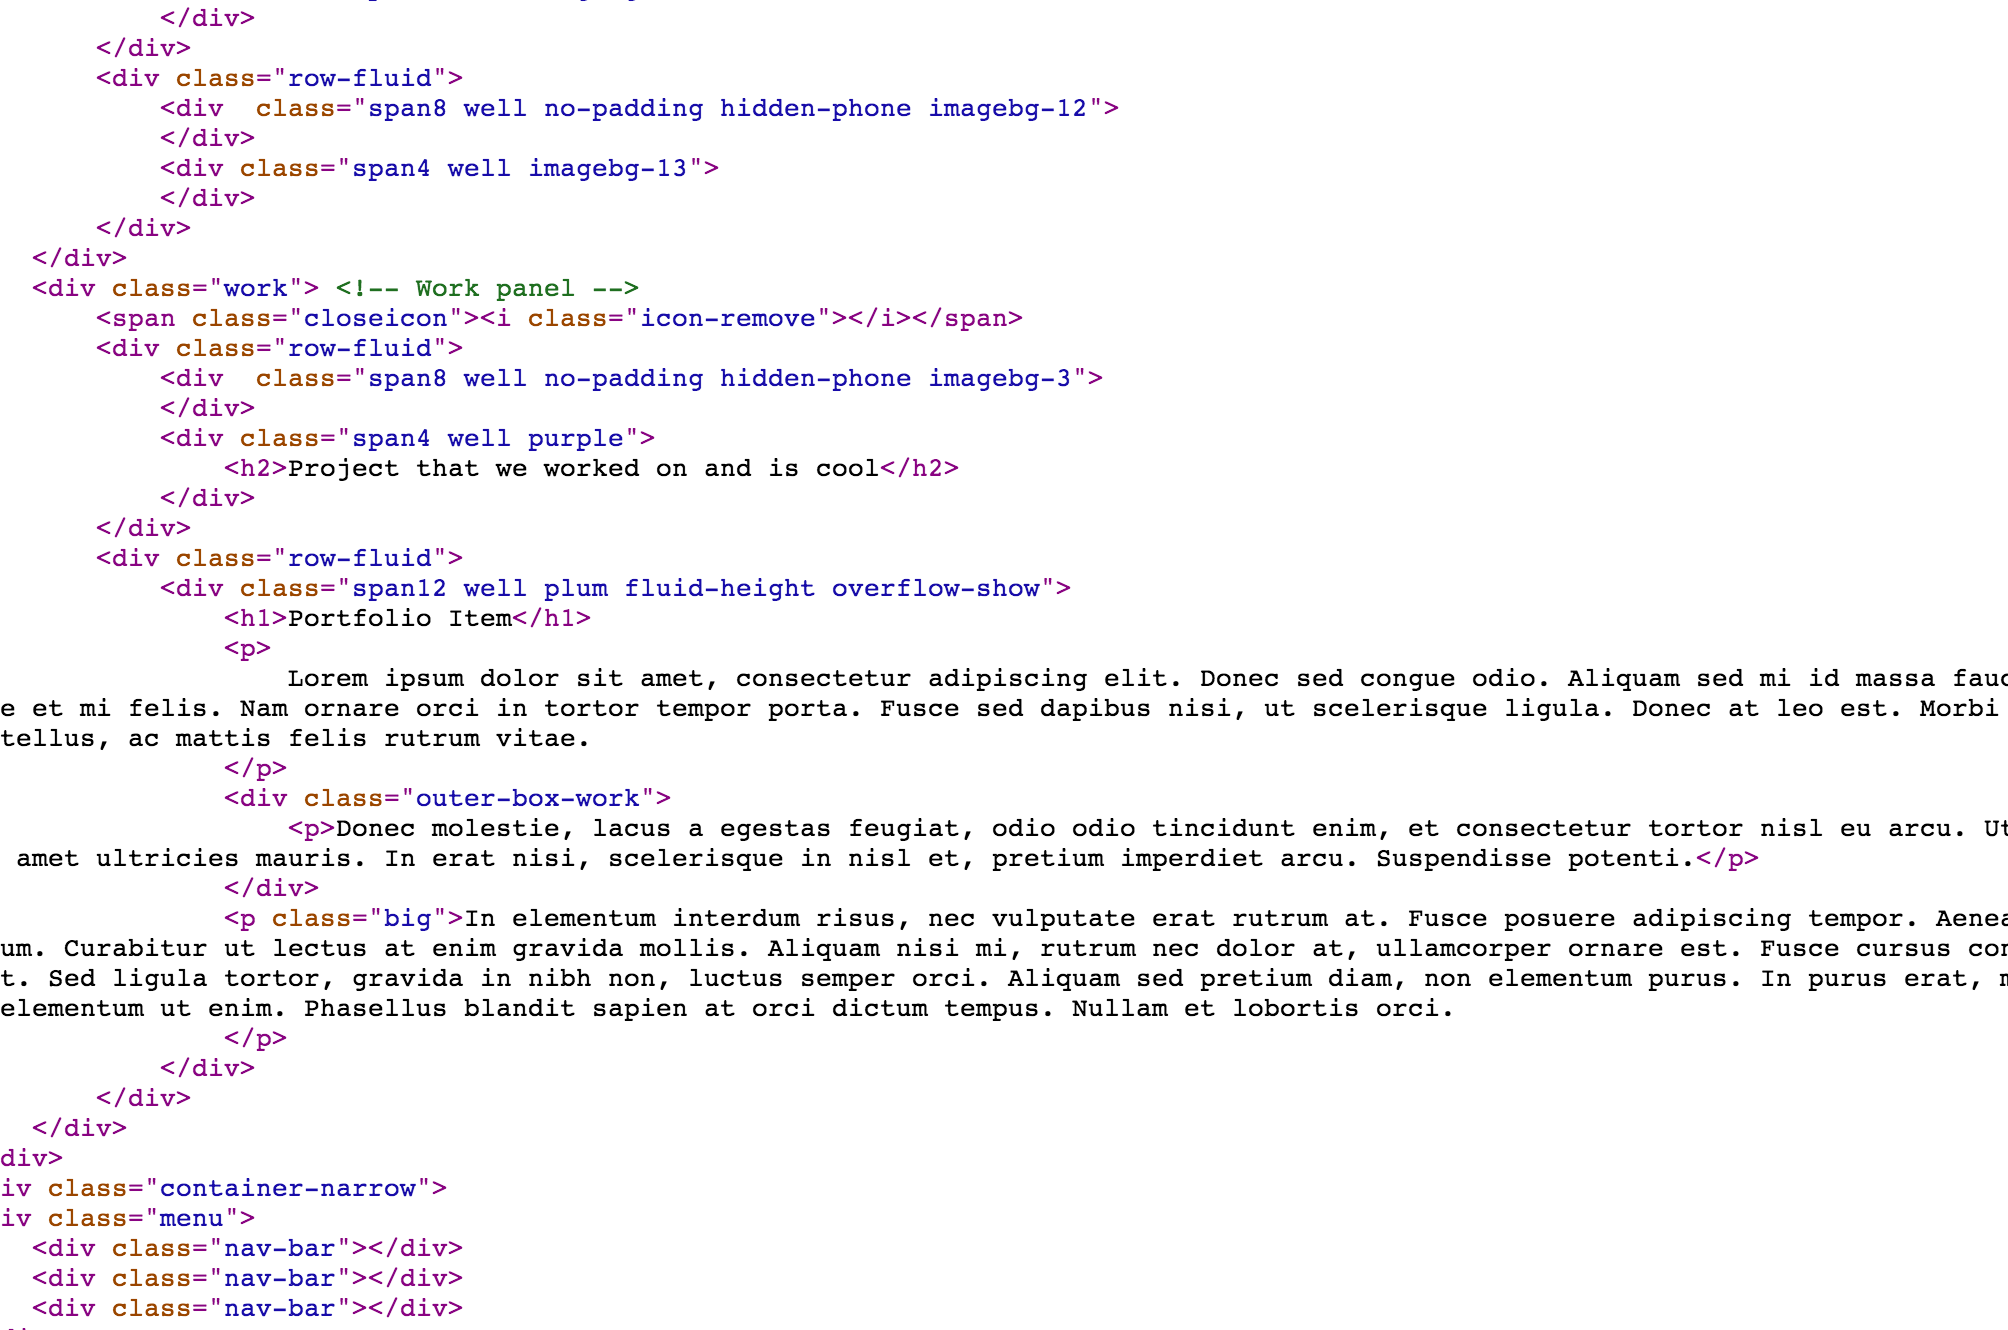 </div>
</div>
<div class="row-fluid">
<div  class="span8 well no-padding hidden-phone imagebg-12">
</div>
<div class="span4 well imagebg-13">
</div>
</div>
</div>
<div class="work"> <!-- Work panel -->
<span class="closeicon"><i class="icon-remove"></i></span>
<div class="row-fluid">
<div  class="span8 well no-padding hidden-phone imagebg-3">
</div>
<div class="span4 well purple">
<h2>Project that we worked on and is cool</h2>
</div>
</div>
<div class="row-fluid">
<div class="span12 well plum fluid-height overflow-show">
<h1>Portfolio Item</h1>
<p>
Lorem ipsum dolor sit amet, consectetur adipiscing elit. Donec sed congue odio. Aliquam sed mi id massa
e et mi felis. Nam ornare orci in tortor tempor porta. Fusce sed dapibus nisi, ut scelerisque ligula. Donec at leo est. Morbi
tellus, ac mattis felis rutrum vitae.
</p>
<div class="outer-box-work">
<p>Donec molestie, lacus a egestas feugiat, odio odio tincidunt enim, et consectetur tortor nisl eu arcu. Ut
amet ultricies mauris. In erat nisi, scelerisque in nisl et, pretium imperdiet arcu. Suspendisse potenti.</p>
</div>
<p class="big">In elementum interdum risus, nec vulputate erat rutrum at. Fusce posuere adipiscing tempor.
um. Curabitur ut lectus at enim gravida mollis. Aliquam nisi mi, rutrum nec dolor at, ullamcorper ornare est. Fusce cursus
t. Sed ligula tortor, gravida in nibh non, luctus semper orci. Aliquam sed pretium diam, non elementum purus. In purus erat,
elementum ut enim. Phasellus blandit sapien at orci dictum tempus. Nullam et lobortis orci.
</p>
</div>
</div>
</div>
div>
iv class="container-narrow">
iv class="menu">
<div class="nav-bar"></div>
<div class="nav-bar"></div>
<div class="nav-bar"></div>